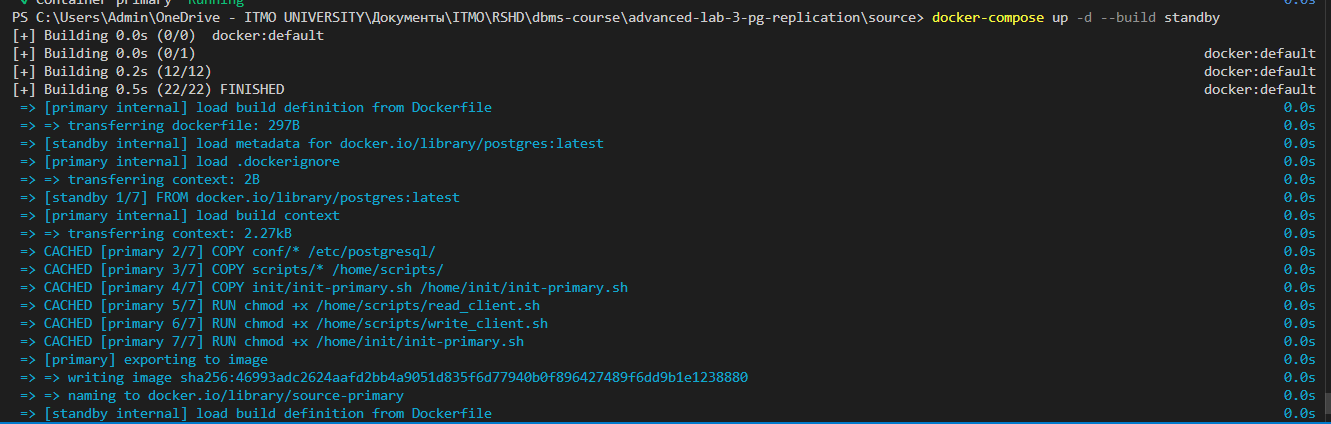 Container primary Running 0.0s
PS C:\Users\Admin\OneDrive - ITMO UNIVERSITY\Документы\ITMO\RSHD\dbms-course\advanced-lab-3-pg-replication\source> docker-compose up -d --build standby
[+] Building 0.0s (0/0) docker:default
[+] Building 0.0s (0/1) docker:default
[+] Building 0.2s (12/12) docker:default
[+] Building 0.5s (22/22) FINISHED docker:default
=> [primary internal] load build definition from Dockerfile 0.0s
=> => transferring dockerfile: 297B 0.0s
=> [standby internal] load metadata for docker.io/library/postgres:latest 0.0s
=> [primary internal] load .dockerignore 0.0s
=> => transferring context: 2B 0.0s
=> [standby 1/7] FROM docker.io/library/postgres:latest 0.0s
=> [primary internal] load build context 0.0s
=> => transferring context: 2.27kB 0.0s
=> CACHED [primary 2/7] COPY conf/* /etc/postgresql/ 0.0s
=> CACHED [primary 3/7] COPY scripts/* /home/scripts/ 0.0s
=> CACHED [primary 4/7] COPY init/init-primary.sh /home/init/init-primary.sh 0.0s
=> CACHED [primary 5/7] RUN chmod +x /home/scripts/read_client.sh 0.0s
=> CACHED [primary 6/7] RUN chmod +x /home/scripts/write_client.sh 0.0s
=> CACHED [primary 7/7] RUN chmod +x /home/init/init-primary.sh 0.0s
=> [primary] exporting to image 0.0s
=> => writing image sha256:46993adc2624aafd2bb4a9051d835f6d77940b0f896427489f6dd9b1e1238880 0.0s
=> => naming to docker.io/library/source-primary 0.0s
=> [standby internal] load build definition from Dockerfile 0.0s